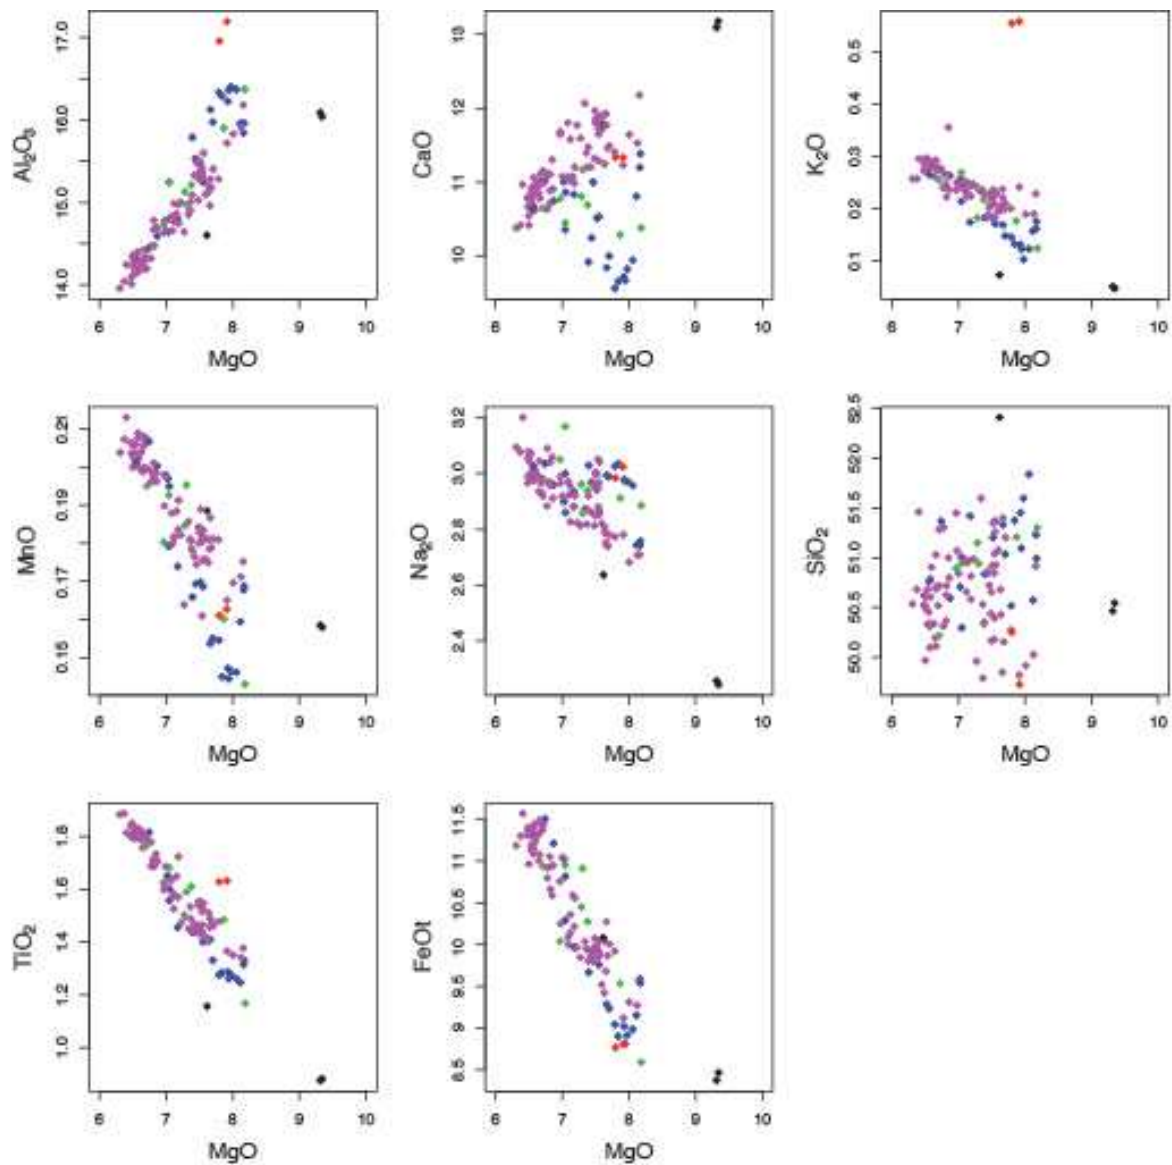 Al₂O₃
14.0 15.0 16.0 17.0
6 7 8 9 10
MgO
CaO
10 11 12 13
6 7 8 9 10
MgO
K₂O
0.1 0.2 0.3 0.4 0.5
6 7 8 9 10
MgO
MnO
0.15 0.17 0.19 0.21
6 7 8 9 10
MgO
Na₂O
2.4 2.6 2.8 3.0 3.2
6 7 8 9 10
MgO
SiO₂
50.0 50.5 51.0 51.5 52.0 52.5
6 7 8 9 10
MgO
TiO₂
1.0 1.2 1.4 1.6 1.8
6 7 8 9 10
MgO
FeOt
8.5 9 9.5 10 10.5 11 11.5
6 7 8 9 10
MgO